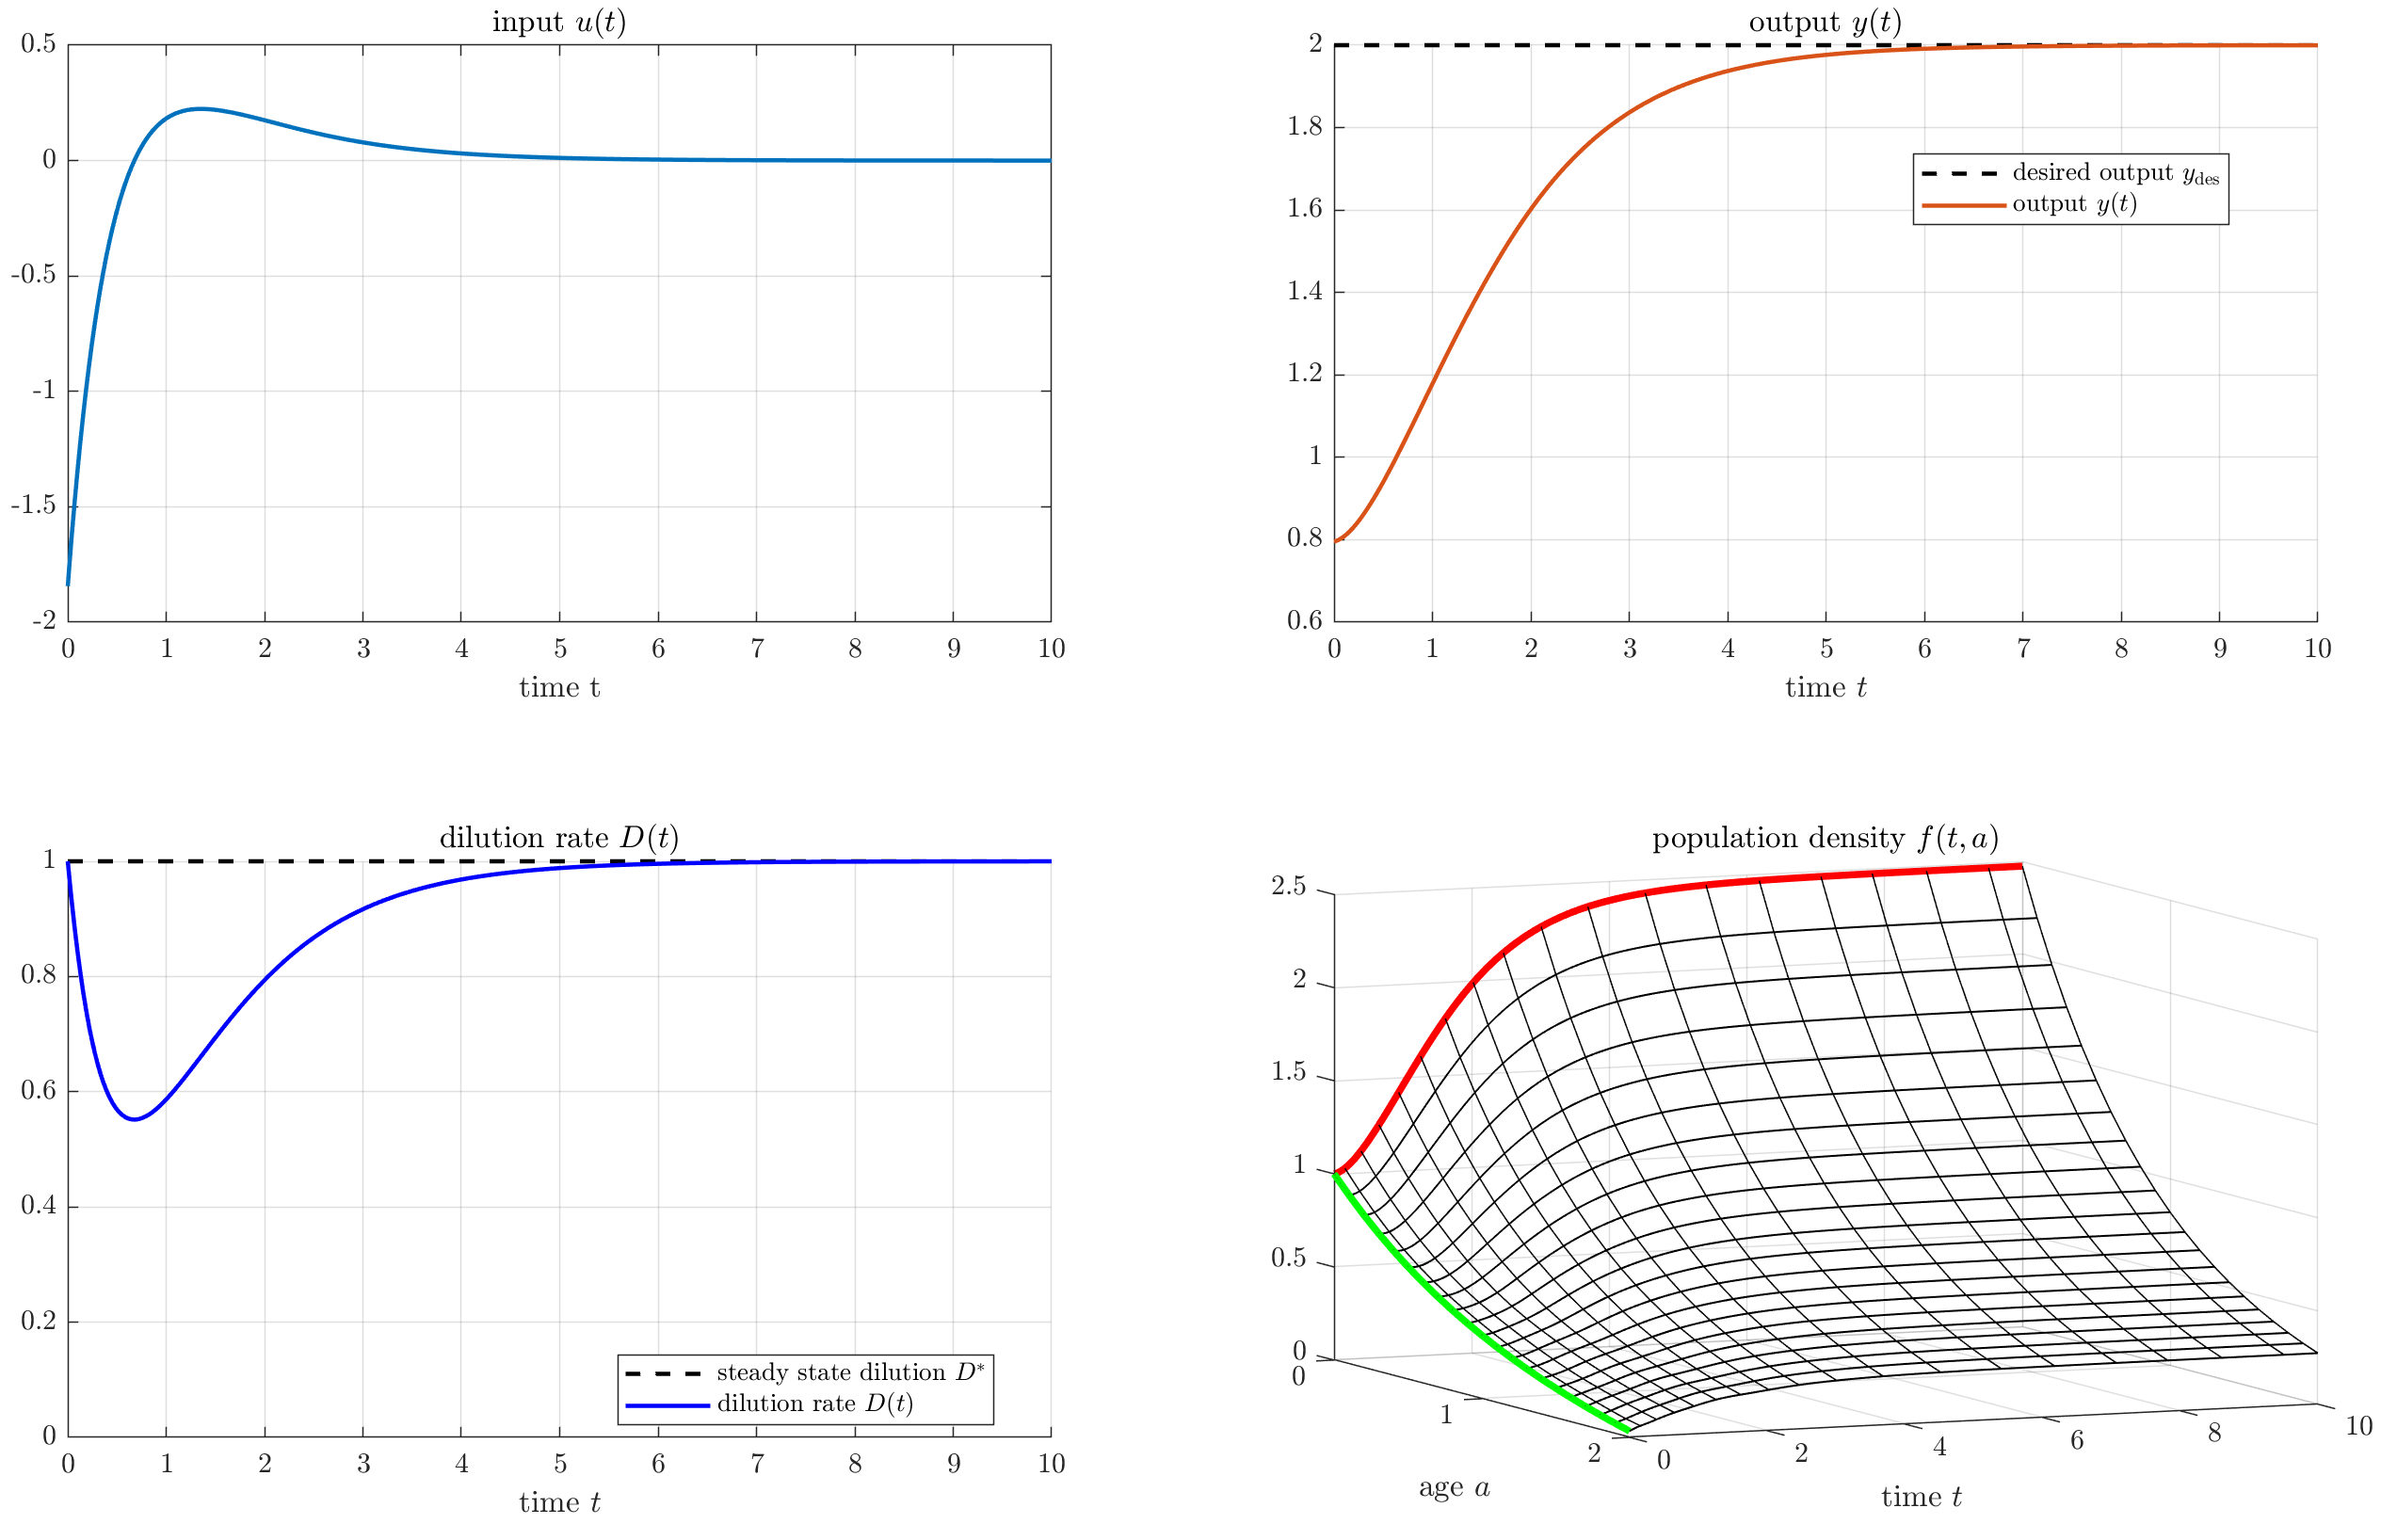 input u(t)
0.5
0
-0.5
-1
-1.5
-2
0 1 2 3 4 5 6 7 8 9 10
time t
output y(t)
2
1.8
1.6
1.4
1.2
1
0.8
0.6
desired output y_des
output y(t)
0 1 2 3 4 5 6 7 8 9 10
time t
dilution rate D(t)
1
0.8
0.6
0.4
0.2
0
steady state dilution D*
dilution rate D(t)
0 1 2 3 4 5 6 7 8 9 10
time t
population density f(t, a)
2.5
2
1.5
1
0.5
0
0
1
2
age a
0 2 4 6 8 10
time t